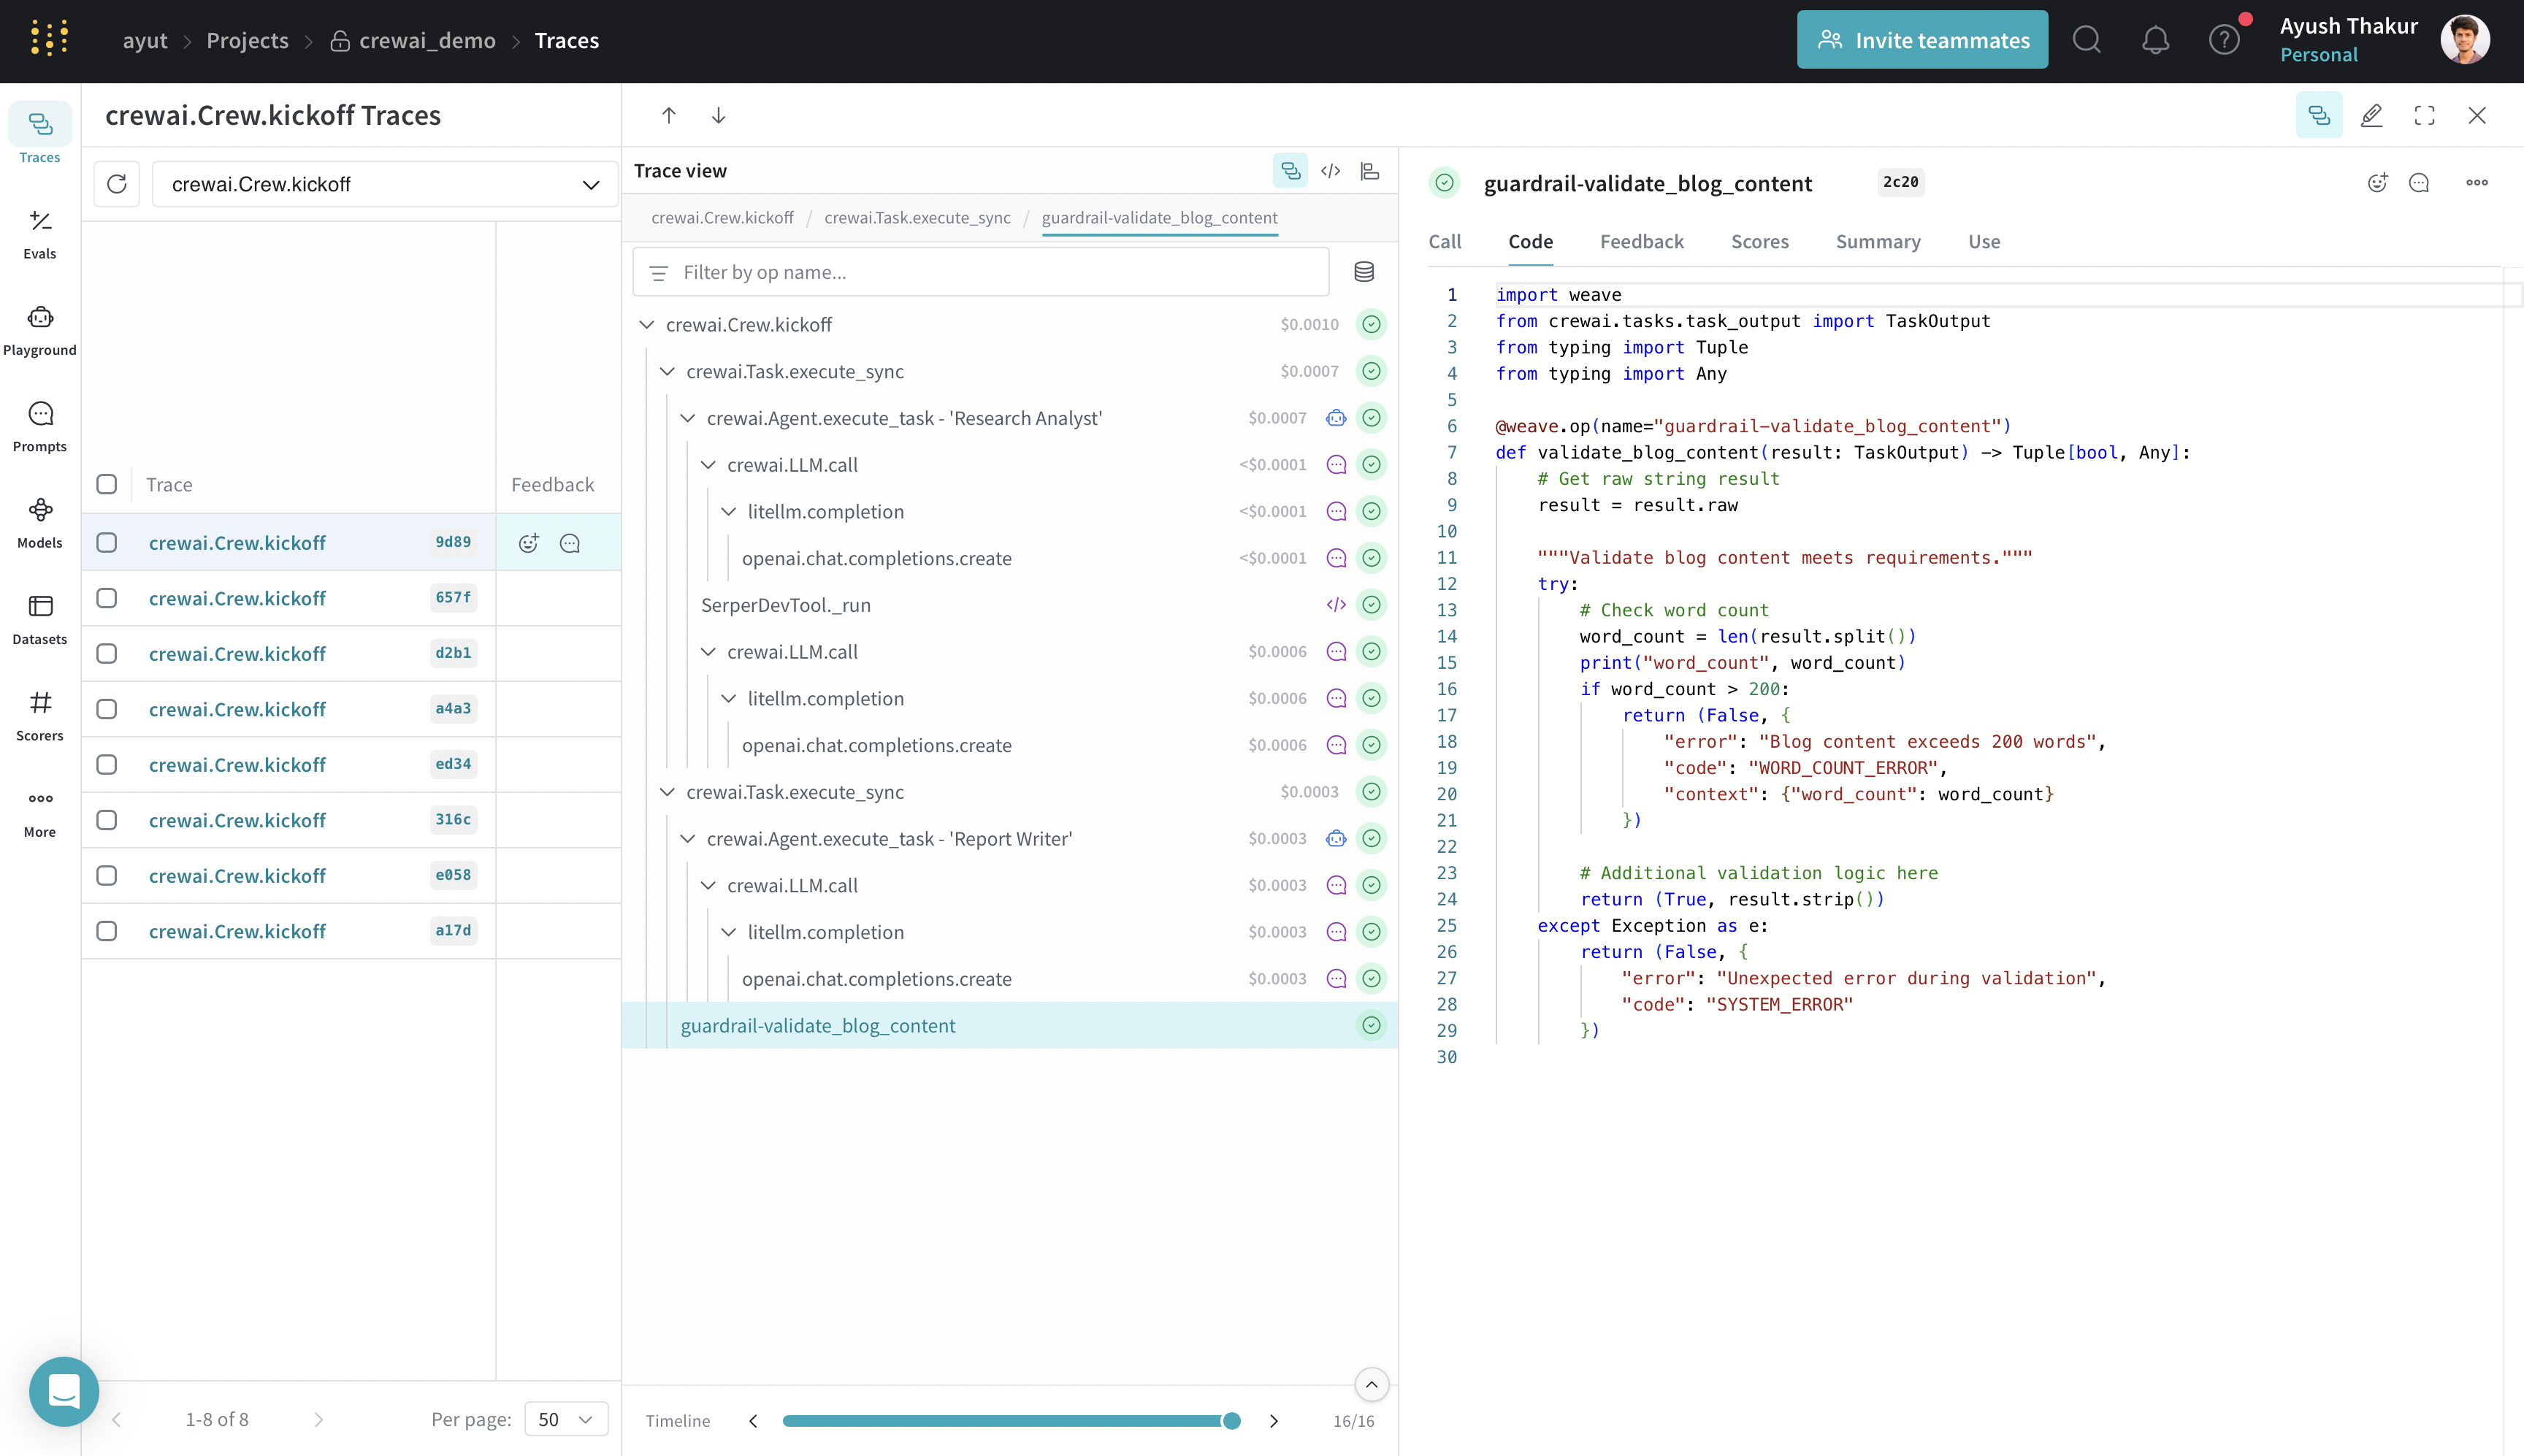 ayut
Projects
crewai_demo
Traces
Invite teammates
Ayush Thakur
Personal
Traces
Evals
Playground
Prompts
Models
Datasets
Scorers
More
crewai.Crew.kickoff Traces
crewai.Crew.kickoff
Trace Feedback
crewai.Crew.kickoff 9d89
crewai.Crew.kickoff 657f
crewai.Crew.kickoff d2b1
crewai.Crew.kickoff a4a3
crewai.Crew.kickoff ed34
crewai.Crew.kickoff 316c
crewai.Crew.kickoff e058
crewai.Crew.kickoff a17d
1-8 of 8
Per page: 50
Trace view
crewai.Crew.kickoff / crewai.Task.execute_sync / guardrail-validate_blog_content
Filter by op name...
crewai.Crew.kickoff $0.0010
crewai.Task.execute_sync $0.0007
crewai.Agent.execute_task - 'Research Analyst' $0.0007
crewai.LLM.call <$0.0001
litellm.completion <$0.0001
openai.chat.completions.create <$0.0001
SerperDevTool._run
crewai.LLM.call $0.0006
litellm.completion $0.0006
openai.chat.completions.create $0.0006
crewai.Task.execute_sync $0.0003
crewai.Agent.execute_task - 'Report Writer' $0.0003
crewai.LLM.call $0.0003
litellm.completion $0.0003
openai.chat.completions.create $0.0003
guardrail-validate_blog_content
Timeline 16/16
guardrail-validate_blog_content 2c20
Call Code Feedback Scores Summary Use
1 import weave
2 from crewai.tasks.task_output import TaskOutput
3 from typing import Tuple
4 from typing import Any
5
6 @weave.op(name="guardrail-validate_blog_content")
7 def validate_blog_content(result: TaskOutput) -> Tuple[bool, Any]:
8 # Get raw string result
9 result = result.raw
10
11 """Validate blog content meets requirements."""
12 try:
13 # Check word count
14 word_count = len(result.split())
15 print("word_count", word_count)
16 if word_count > 200:
17 return (False, {
18 "error": "Blog content exceeds 200 words",
19 "code": "WORD_COUNT_ERROR",
20 "context": {"word_count": word_count}
21 })
22
23 # Additional validation logic here
24 return (True, result.strip())
25 except Exception as e:
26 return (False, {
27 "error": "Unexpected error during validation",
28 "code": "SYSTEM_ERROR"
29 })
30